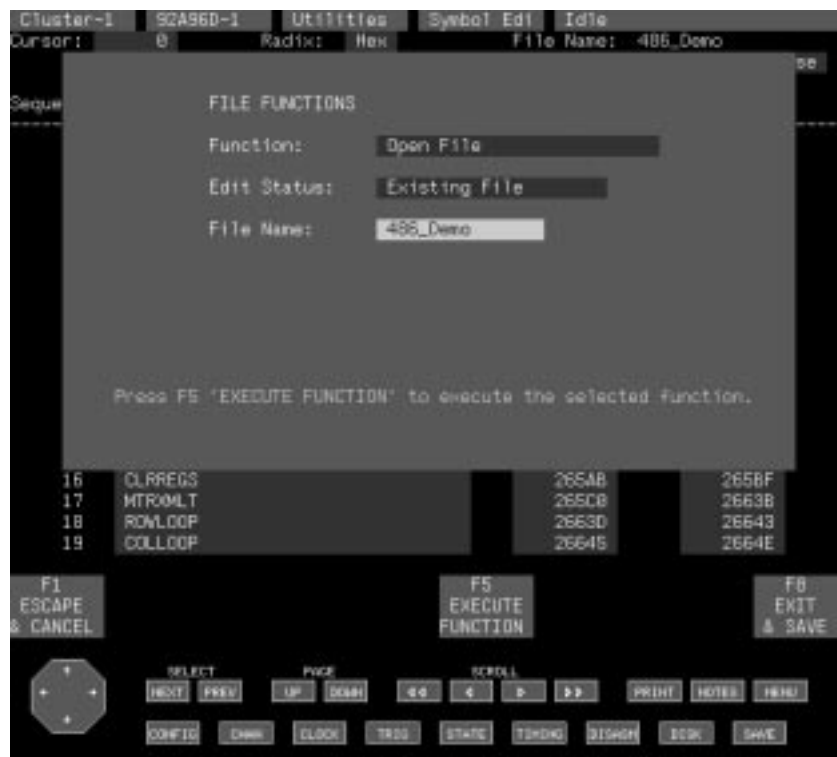 Cluster-1 92A96D-1 Utilities Symbol Edi Idle
Cursor: 0 Radix: Hex File Name: 486_Demo
se
Seque
FILE FUNCTIONS
Function: Open File
Edit Status: Existing File
File Name: 486_Demo
Press F5 'EXECUTE FUNCTION' to execute the selected function.
16 CLRREGS 265AB 265BF
17 MTRXMLT 265C0 2663B
18 ROWLOOP 2663D 26643
19 COLLOOP 26645 2664E
F1 F5 F8
ESCAPE EXECUTE EXIT
& CANCEL FUNCTION & SAVE
SELECT PAGE SCROLL
NEXT PREV UP DOWN PRINT NOTES MENU
CONFIG CHAN CLOCK TRIG STATE TIMING DISASM DISK SAVE